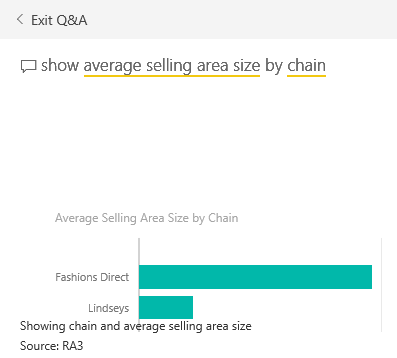 Exit Q&A
show average selling area size by chain
Average Selling Area Size by Chain
Fashions Direct
Lindseys
Showing chain and average selling area size
Source: RA3